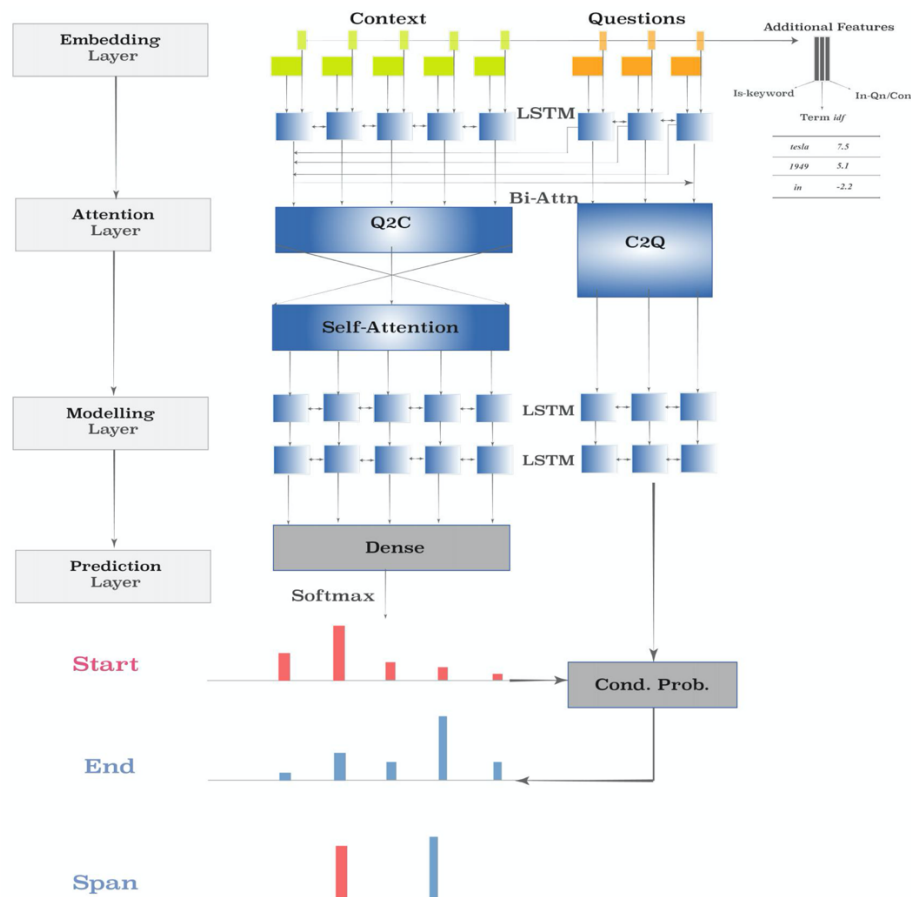 Context
Questions
Embedding
Layer
Additional Features
Is-keyword
In-Qn/Con
Term idf
LSTM
tesla 7.5
1949 5.1
in -2.2
Bi-Attn
Attention
Layer
Q2C
C2Q
Self-Attention
Modelling
Layer
LSTM
LSTM
Dense
Prediction
Layer
Softmax
Start
Cond. Prob.
End
Span